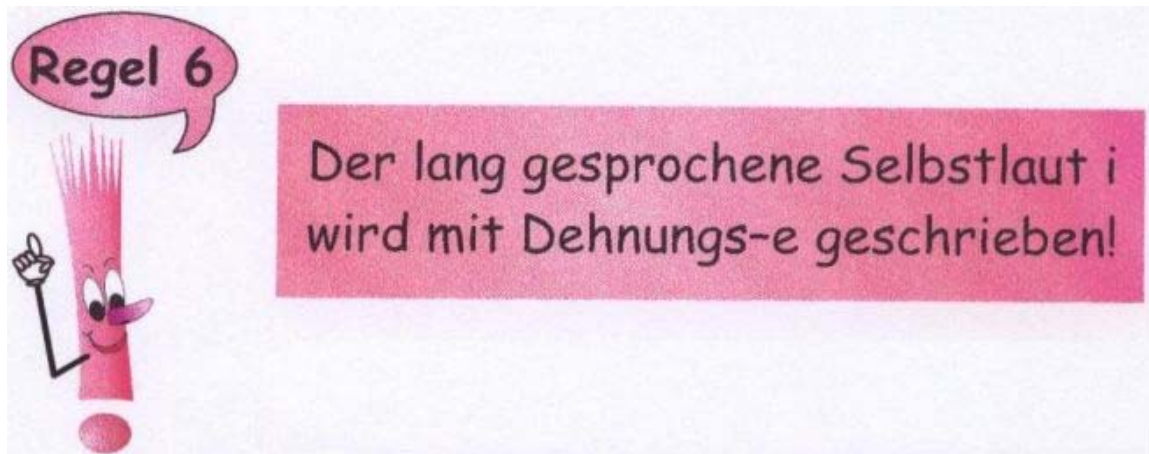 Regel 6
Der lang gesprochene Selbstlaut i
wird mit Dehnungs-e geschrieben!